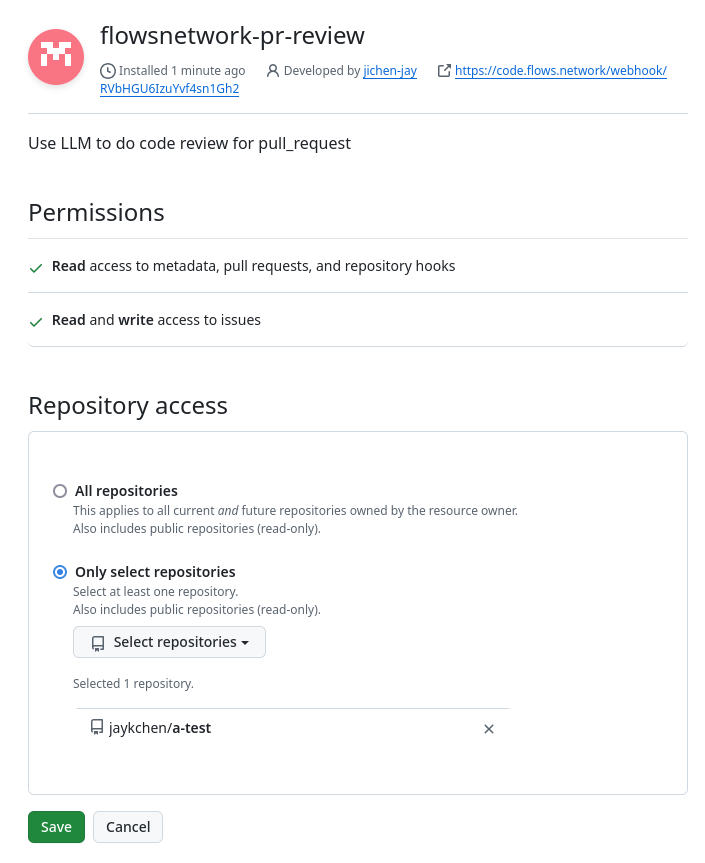 flowsnetwork-pr-review
Installed 1 minute ago Developed by jichen-jay https://code.flows.network/webhook/
RVbHGU6IzuYvf4sn1Gh2
Use LLM to do code review for pull_request
Permissions
Read access to metadata, pull requests, and repository hooks
Read and write access to issues
Repository access
All repositories
This applies to all current and future repositories owned by the resource owner.
Also includes public repositories (read-only).
Only select repositories
Select at least one repository.
Also includes public repositories (read-only).
Select repositories
Selected 1 repository.
jaykchen/a-test
Save Cancel